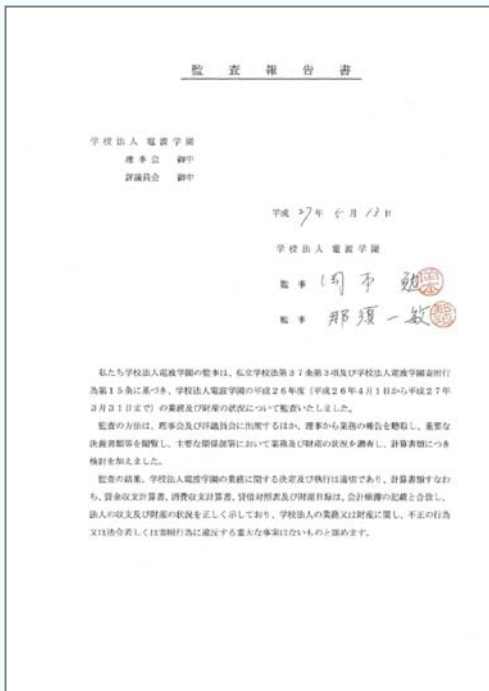 監査報告書
学校法人 電波学園
理事会 御中
評議員会 御中
平成 27年 5月 13日
学校法人 電波学園
監事 岡本 勉
監事 那須 一敏
私たち学校法人電波学園の監事は、私立学校法第37条第3項及び学校法人電波学園寄附行
為第15条に基づき、学校法人電波学園の平成26年度（平成26年4月1日から平成27年
3月31日まで）の業務及び財産の状況について監査いたしました。
監査の方法は、理事会及び評議員会に出席するほか、理事から業務の報告を聴取し、重要な
決裁書類等を閲覧し、主要な関係部署において業務及び財産の状況を調査し、計算書類につき
検討を加えました。
監査の結果、学校法人電波学園の業務に関する決定及び執行は適切であり、計算書類すなわ
ち、資金収支計算書、消費収支計算書、貸借対照表及び財産目録は、会計帳簿の記載と合致し、
法人の収支及び財産の状況を正しく示しており、学校法人の業務又は財産に関し、不正の行為
又は法令若しくは寄附行為に違反する重大な事実はないものと認めます。